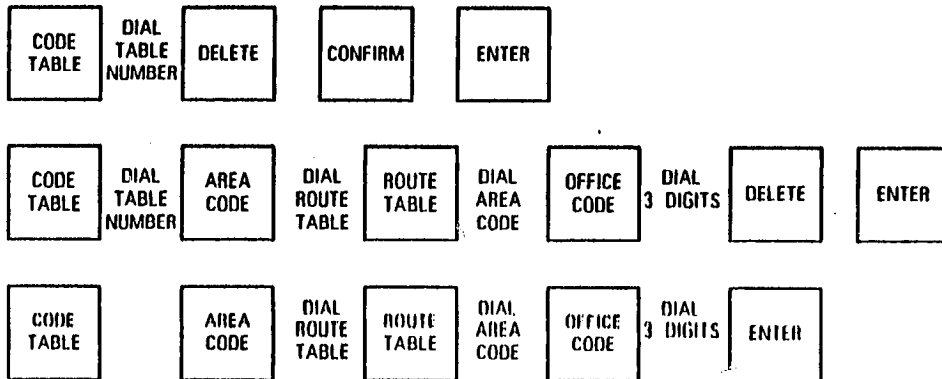 CODE TABLE DIAL TABLE NUMBER DELETE CONFIRM ENTER
CODE TABLE DIAL TABLE NUMBER AREA CODE DIAL ROUTE TABLE ROUTE TABLE DIAL AREA CODE OFFICE CODE DIAL 3 DIGITS DELETE ENTER
CODE TABLE AREA CODE DIAL ROUTE TABLE ROUTE TABLE DIAL AREA CODE OFFICE CODE DIAL 3 DIGITS ENTER